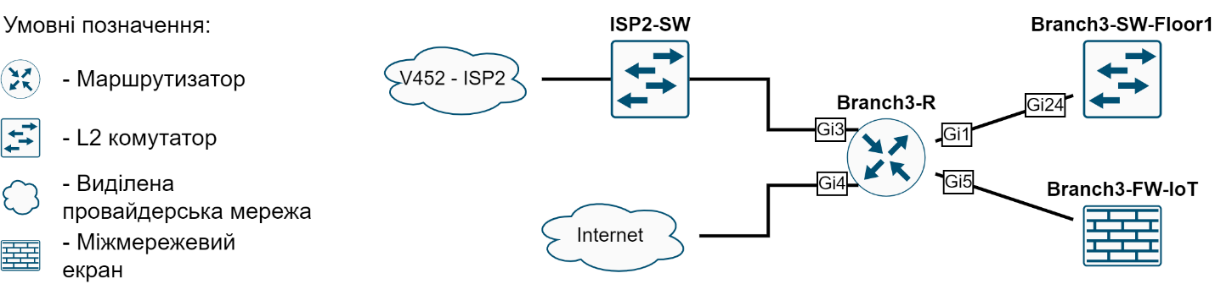 Умовні позначення:
- Маршрутизатор
- L2 комутатор
- Виділена
провайдерська мережа
- Міжмережевий
екран
ISP2-SW
V452 - ISP2
Branch3-SW-Floor1
Branch3-R
Gi24
Gi3
Gi1
Gi4
Gi5
Branch3-FW-IoT
Internet